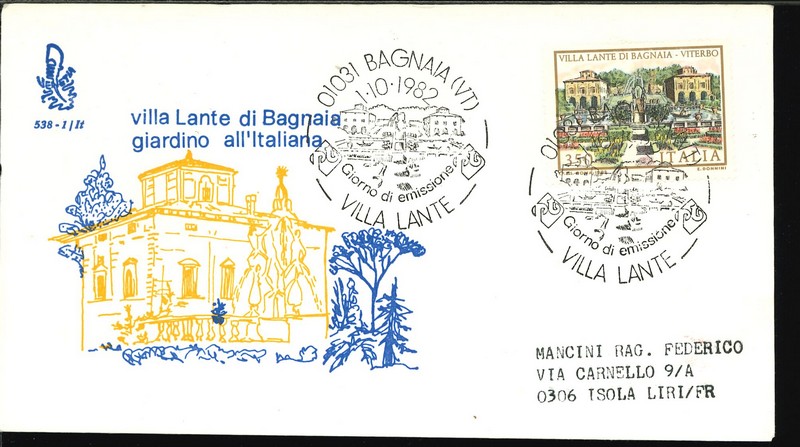 538 - 1/It
villa Lante di Bagnaia
giardino all'Italiana
01031 BAGNAIA (VT)
1·10·1982
Giorno di emissione
VILLA LANTE
VILLA LANTE DI BAGNAIA - VITERBO
350 ITALIA
E. DONNINI
Giorno di emissione
VILLA LANTE
MANCINI RAG. FEDERICO
VIA CARNELLO 9/A
0306 ISOLA LIRI/FR